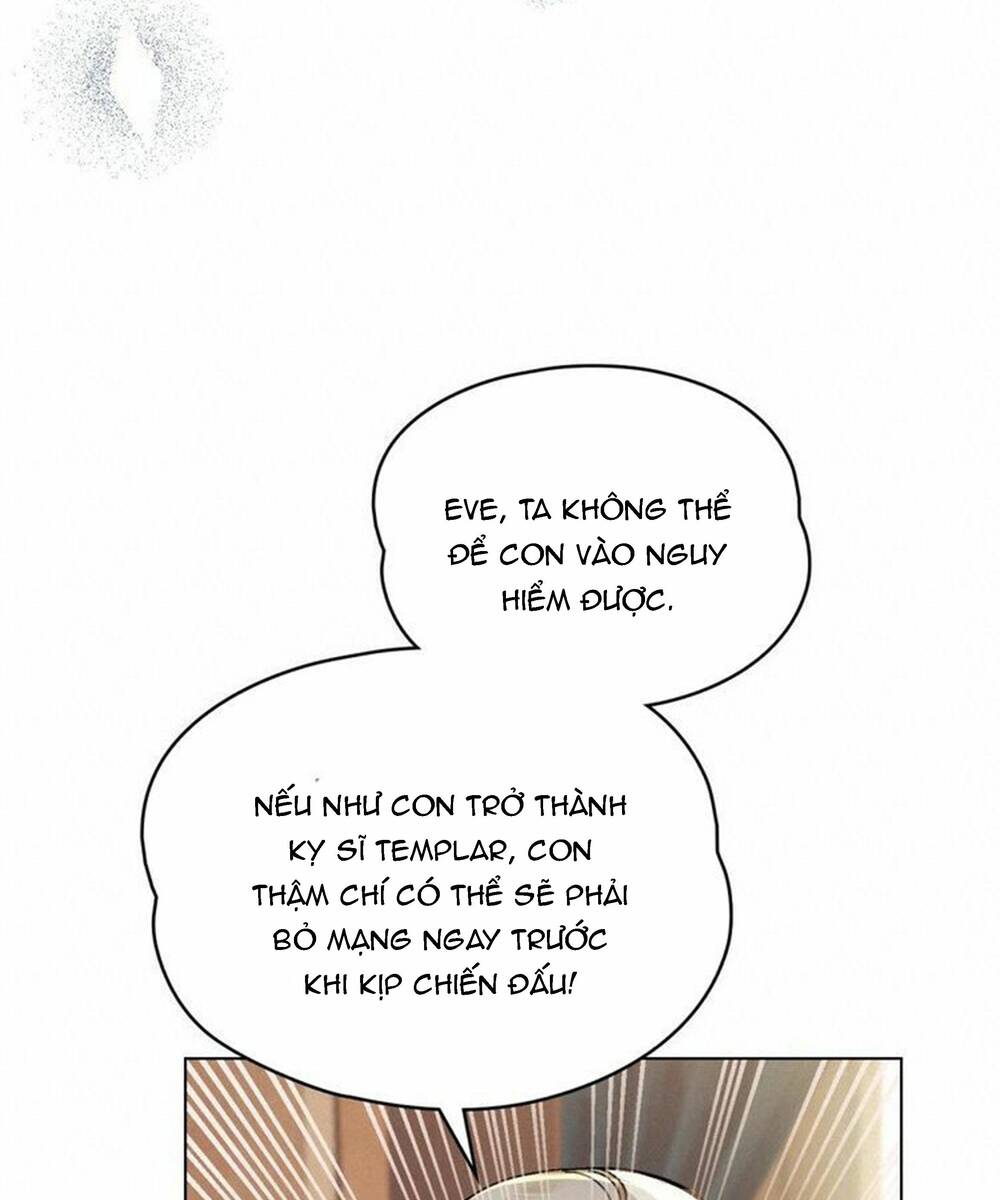 EVE, TA KHÔNG THỂ
ĐỂ CON VÀO NGUY
HIỂM ĐƯỢC.
NẾU NHƯ CON TRỞ THÀNH
KỴ SĨ TEMPLAR, CON
THẬM CHÍ CÓ THỂ SẼ PHẢI
BỎ MẠNG NGAY TRƯỚC
KHI KỊP CHIẾN ĐẤU!